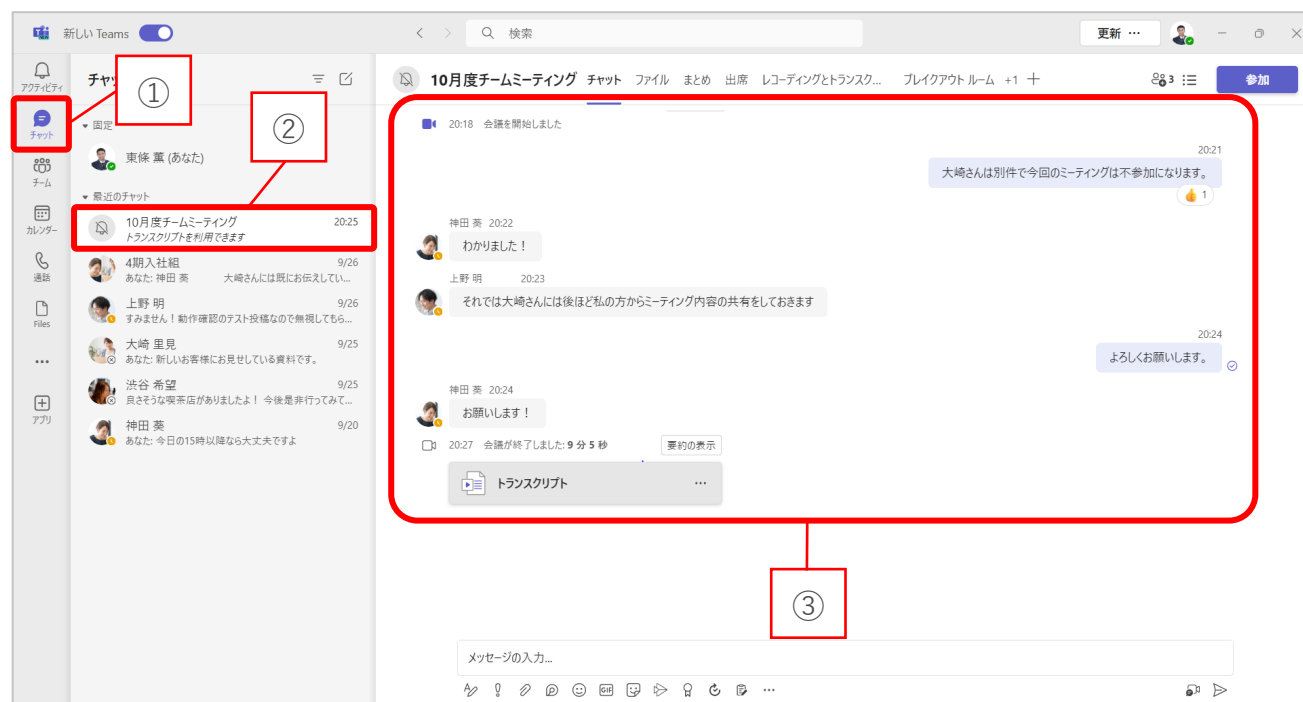 新しい Teams
検索
更新 …
アクティビティ
チャット
チーム
カレンダー
通話
Files
アプリ
①
②
固定
東條 薫 (あなた)
最近のチャット
10月度チームミーティング 20:25
トランスクリプトを利用できます
4期入社組 9/26
あなた: 神田 葵 大崎さんには既にお伝えしてい...
上野 明 9/26
すみません！動作確認のテスト投稿なので無視してもら...
大崎 里見 9/25
あなた: 新しいお客様にお見せしている資料です。
渋谷 希望 9/25
良さそうな喫茶店がありましたよ！ 今後是非行ってみて...
神田 葵 9/20
あなた: 今日の15時以降なら大丈夫ですよ
10月度チームミーティング チャット ファイル まとめ 出席 レコーディングとトランスク... ブレイクアウト ルーム +1
3
参加
20:18 会議を開始しました
20:21
大崎さんは別件で今回のミーティングは不参加になります。
1
神田 葵 20:22
わかりました！
上野 明 20:23
それでは大崎さんには後ほど私の方からミーティング内容の共有をしておきます
20:24
よろしくお願いします。
神田 葵 20:24
お願いします！
20:27 会議が終了しました: 9 分 5 秒 要約の表示
トランスクリプト …
③
メッセージの入力...
GIF